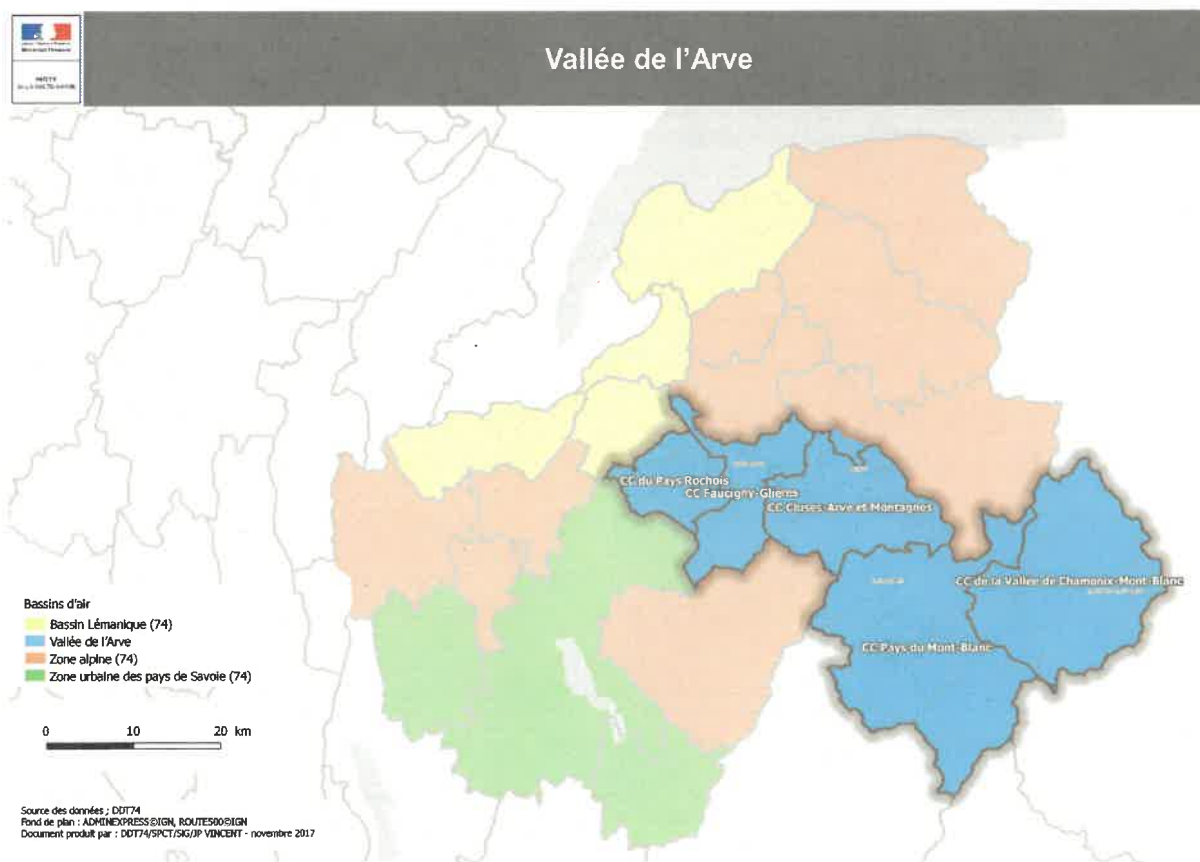 Vallée de l'Arve
CC du Pays Rochois
CC Faucigny-Glières
CC Cluses-Arve et Montagnes
CC de la Vallée de Chamonix-Mont-Blanc
CC Pays du Mont-Blanc
Bassins d'air
Bassin Lémanique (74)
Vallée de l'Arve
Zone alpine (74)
Zone urbaine des pays de Savoie (74)
0 10 20 km
Source des données ; DDT74
Fond de plan : ADMINEXPRESS©IGN, ROUTE500©IGN
Document produit par : DDT74/SPCT/SIG/JP VINCENT - novembre 2017